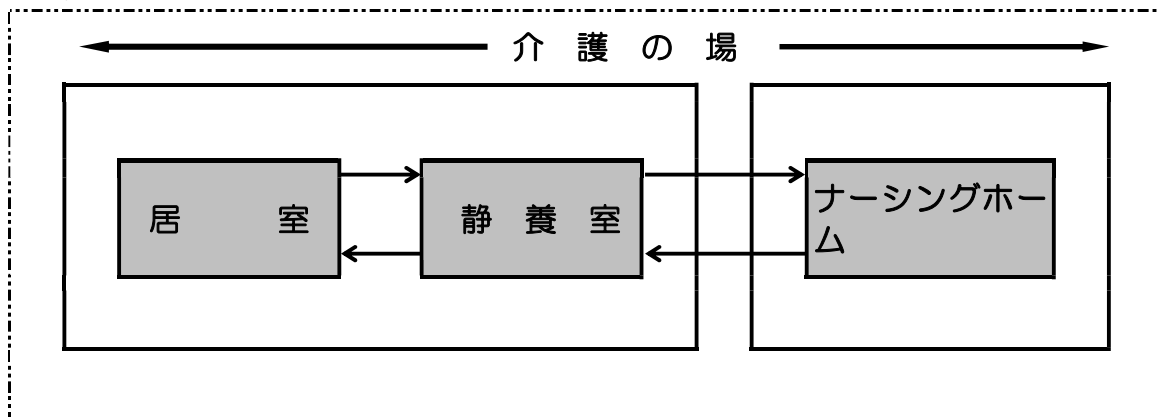 介護の場
居室
静養室
ナーシングホー
ム